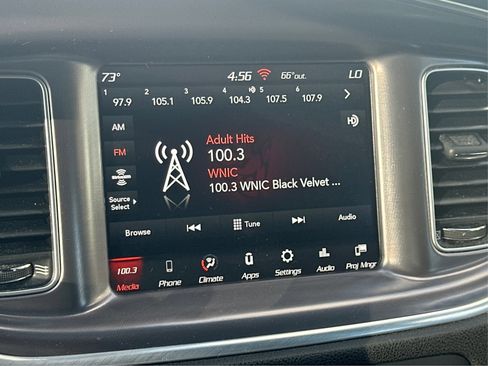 73° 4:56 66°out. LO
1 97.9 2 105.1 3 105.9 4 104.3 5 107.5 6 107.9
AM
FM
SiriusXM
Source
Select
Adult Hits
100.3
WNIC
100.3 WNIC Black Velvet ...
Browse Tune Audio
100.3
Media Phone Climate Apps Settings Audio Proj Mngr